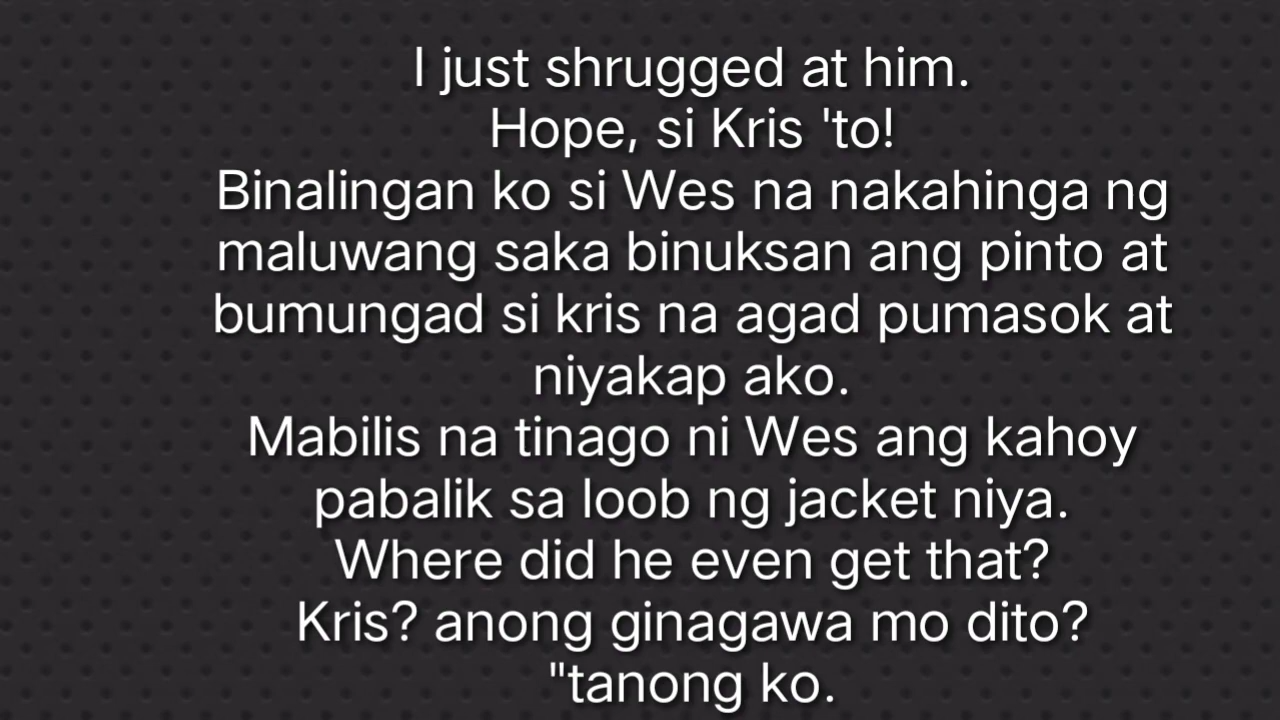 I just shrugged at him.
Hope, si Kris 'to!
Binalingan ko si Wes na nakahinga ng
maluwang saka binuksan ang pinto at
bumungad si kris na agad pumasok at
niyakap ako.
Mabilis na tinago ni Wes ang kahoy
pabalik sa loob ng jacket niya.
Where did he even get that?
Kris? anong ginagawa mo dito?
"tanong ko.